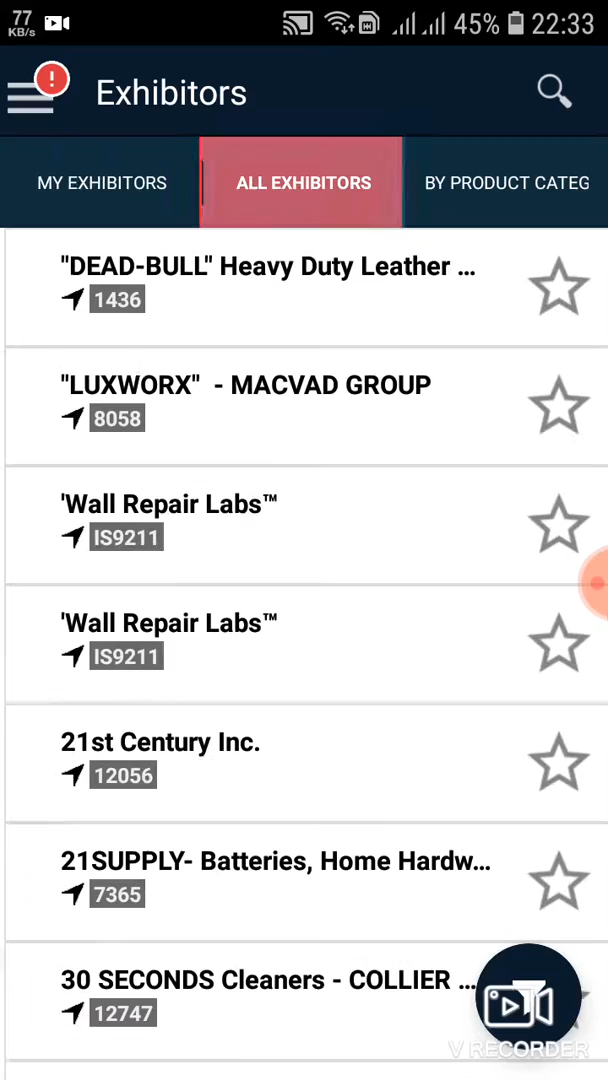 77
KB/s
45% 22:33
!
Exhibitors
MY EXHIBITORS
ALL EXHIBITORS
BY PRODUCT CATEG
"DEAD-BULL" Heavy Duty Leather ...
1436
"LUXWORX" - MACVAD GROUP
8058
'Wall Repair Labs™
IS9211
'Wall Repair Labs™
IS9211
21st Century Inc.
12056
21SUPPLY- Batteries, Home Hardw...
7365
30 SECONDS Cleaners - COLLIER ...
12747
V RECORDER